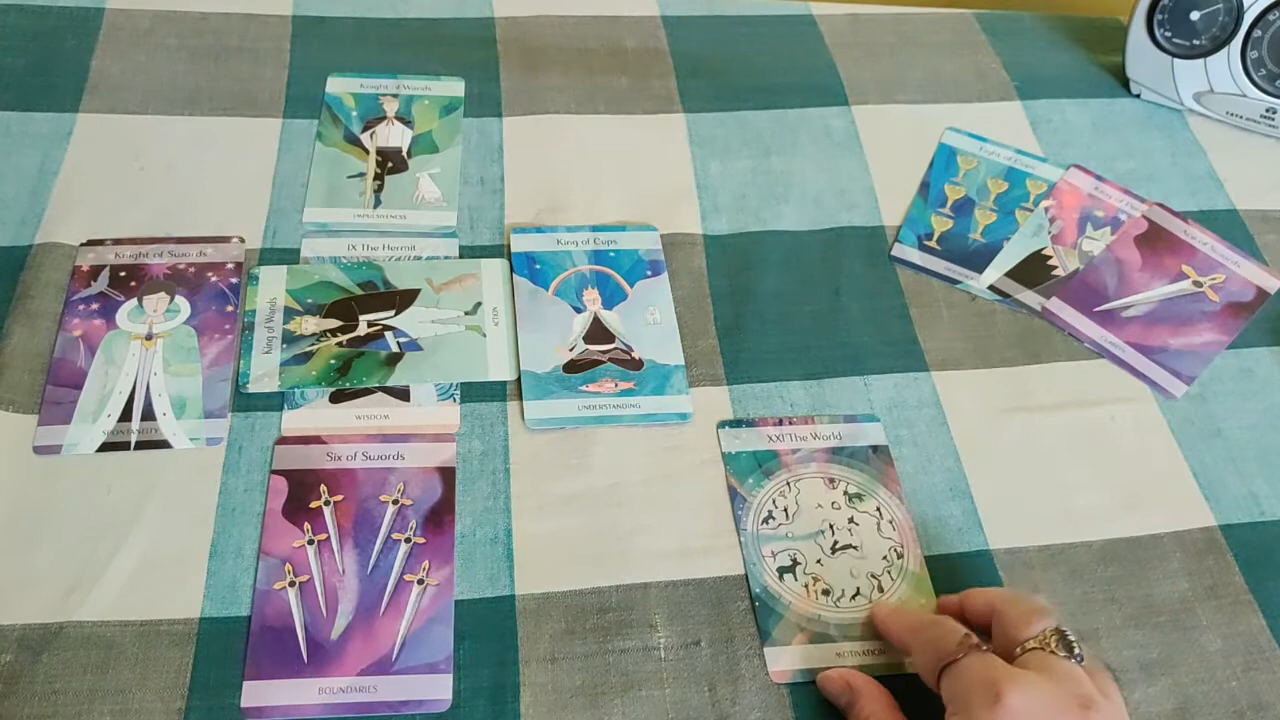 Knight of Wands
IMPULSIVENESS
Knight of Swords
SPONTANEITY
IX The Hermit
WISDOM
King of Wands
ACTION
King of Cups
UNDERSTANDING
Six of Swords
BOUNDARIES
XXI The World
MOTIVATION
Eight of Cups
King of
Ace of Swords
CLARITY